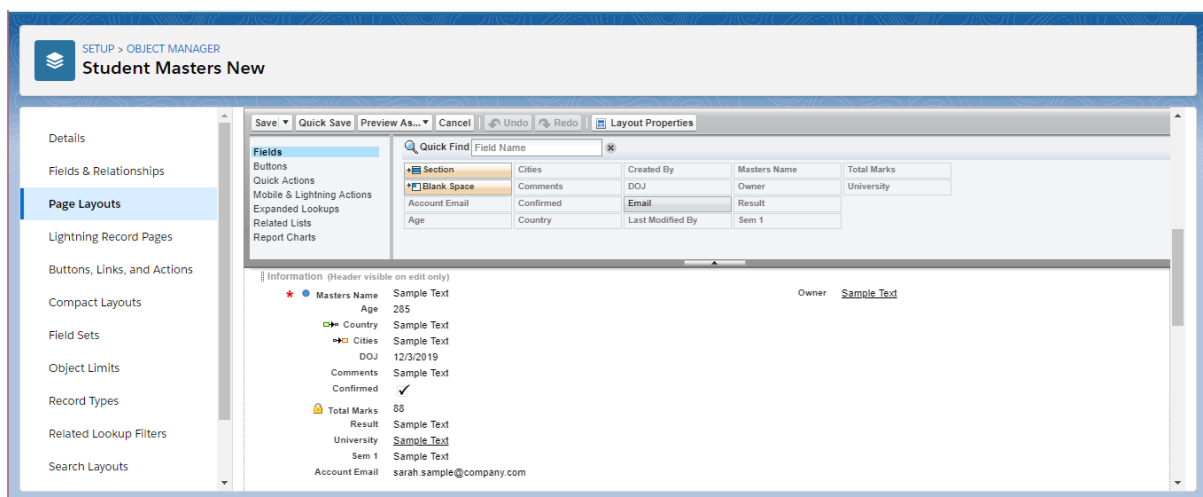 SETUP > OBJECT MANAGER
Student Masters New
Details
Fields & Relationships
Page Layouts
Lightning Record Pages
Buttons, Links, and Actions
Compact Layouts
Field Sets
Object Limits
Record Types
Related Lookup Filters
Search Layouts
Save Quick Save Preview As... Cancel Undo Redo Layout Properties
Fields
Buttons
Quick Actions
Mobile & Lightning Actions
Expanded Lookups
Related Lists
Report Charts
Quick Find Field Name
Section Cities Created By Masters Name Total Marks
Blank Space Comments DOJ Owner University
Account Email Confirmed Email Result
Age Country Last Modified By Sem 1
Information (Header visible on edit only)
* Masters Name Sample Text Owner Sample Text
Age 285
Country Sample Text
Cities Sample Text
DOJ 12/3/2019
Comments Sample Text
Confirmed ✓
Total Marks 88
Result Sample Text
University Sample Text
Sem 1 Sample Text
Account Email sarah.sample@company.com